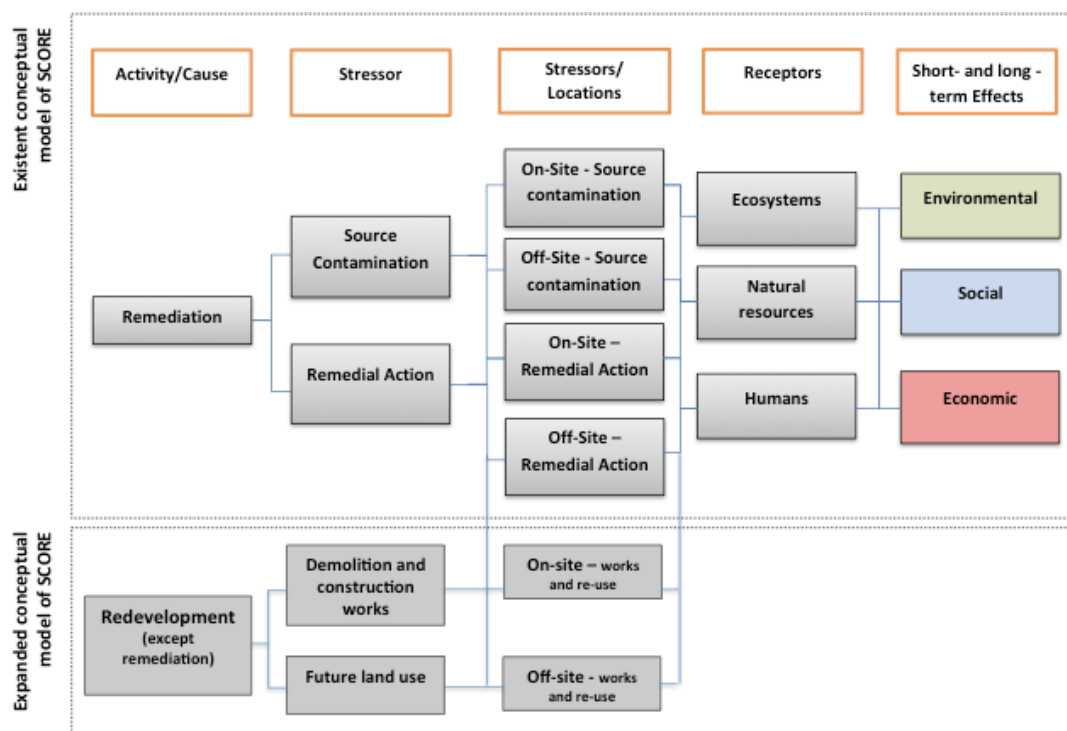 Existent conceptual
model of SCORE
Activity/Cause
Stressor
Stressors/
Locations
Receptors
Short- and long -
term Effects
On-Site - Source
contamination
Ecosystems
Environmental
Source
Contamination
Off-Site - Source
contamination
Natural
resources
Social
Remediation
On-Site –
Remedial Action
Remedial Action
Humans
Economic
Off-Site –
Remedial Action
Expanded conceptual
model of SCORE
Demolition and
construction
works
On-site – works
and re-use
Redevelopment
(except
remediation)
Future land use
Off-site - works
and re-use